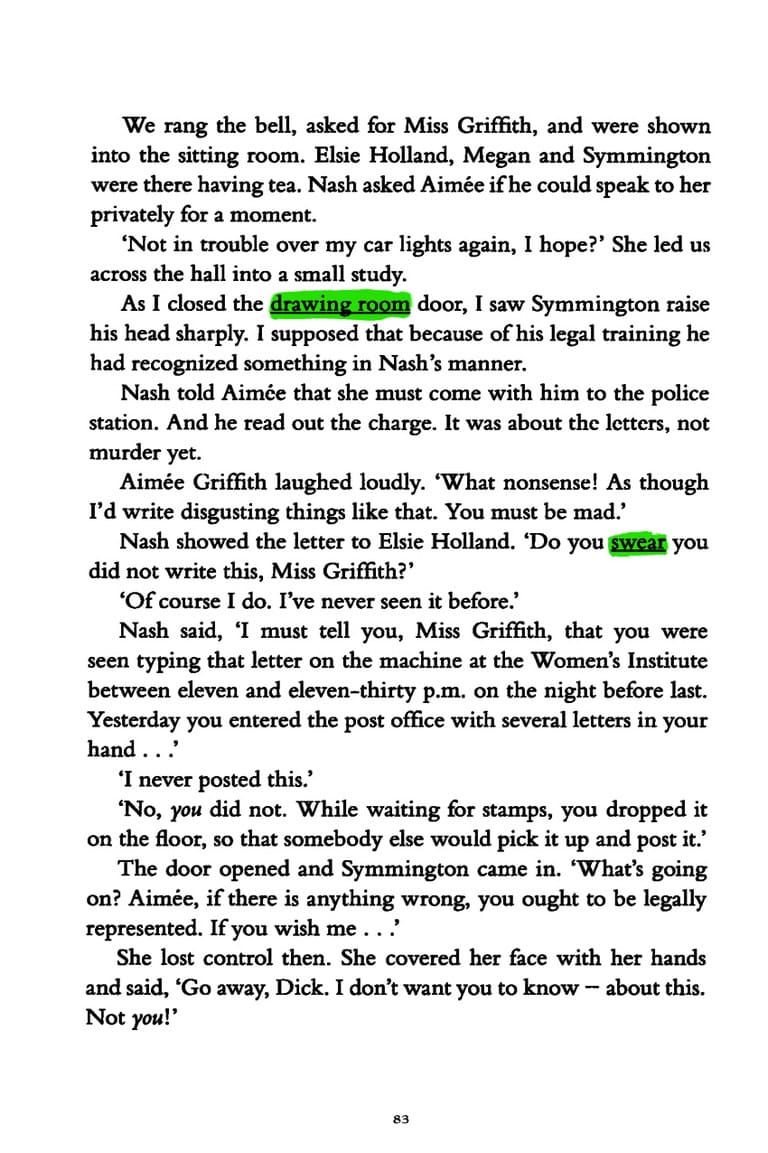 We rang the bell, asked for Miss Griffith, and were shown
into the sitting room. Elsie Holland, Megan and Symmington
were there having tea. Nash asked Aimée if he could speak to her
privately for a moment.
‘Not in trouble over my car lights again, I hope?’ She led us
across the hall into a small study.
As I closed the drawing room door, I saw Symmington raise
his head sharply. I supposed that because of his legal training he
had recognized something in Nash’s manner.
Nash told Aimée that she must come with him to the police
station. And he read out the charge. It was about the letters, not
murder yet.
Aimée Griffith laughed loudly. ‘What nonsense! As though
I’d write disgusting things like that. You must be mad.’
Nash showed the letter to Elsie Holland. ‘Do you swear you
did not write this, Miss Griffith?’
‘Of course I do. I’ve never seen it before.’
Nash said, ‘I must tell you, Miss Griffith, that you were
seen typing that letter on the machine at the Women’s Institute
between eleven and eleven-thirty p.m. on the night before last.
Yesterday you entered the post office with several letters in your
hand . . .’
‘I never posted this.’
‘No, you did not. While waiting for stamps, you dropped it
on the floor, so that somebody else would pick it up and post it.’
The door opened and Symmington came in. ‘What’s going
on? Aimée, if there is anything wrong, you ought to be legally
represented. If you wish me . . .’
She lost control then. She covered her face with her hands
and said, ‘Go away, Dick. I don’t want you to know – about this.
Not you!’
83